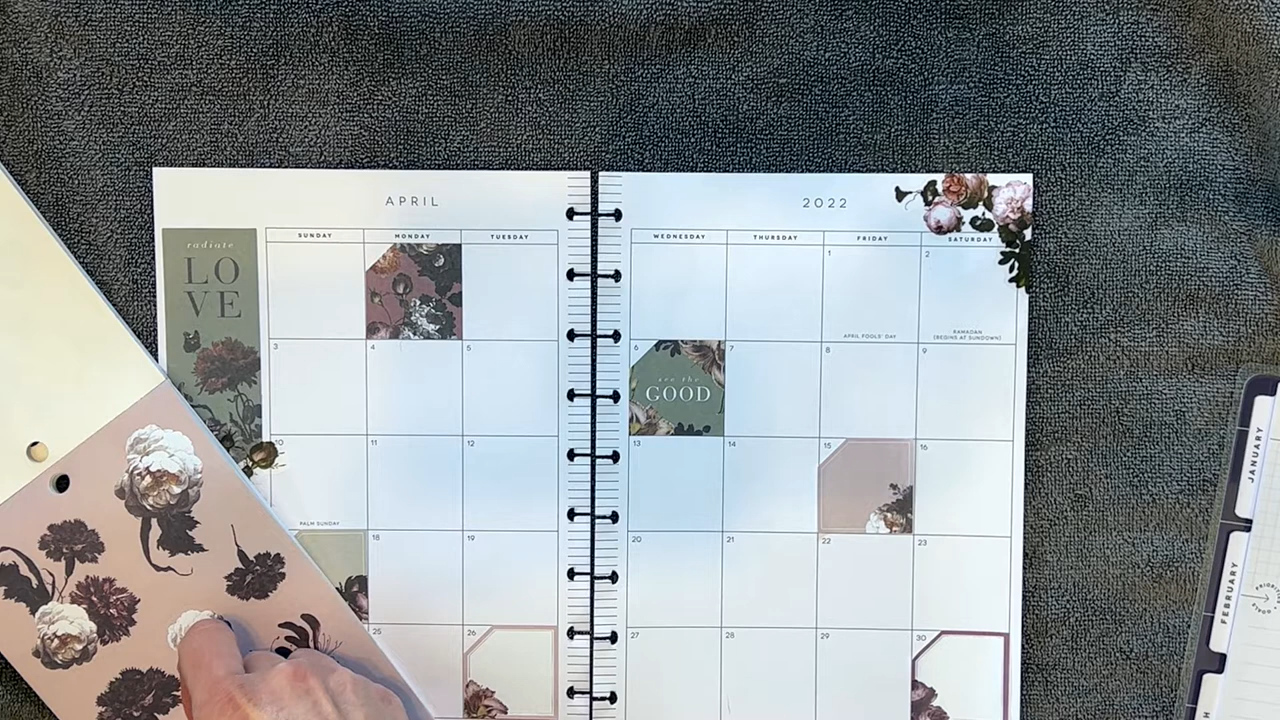 APRIL
2022
radiate
LO
VE
SUNDAY MONDAY TUESDAY
WEDNESDAY THURSDAY FRIDAY SATURDAY
1 2
APRIL FOOLS' DAY
RAMADAN
(BEGINS AT SUNDOWN)
3 4 5
6 7 8 9
see the
GOOD
10 11 12
13 14 15 16
PALM SUNDAY
18 19
20 21 22 23
25 26
27 28 29 30
JANUARY
FEBRUARY